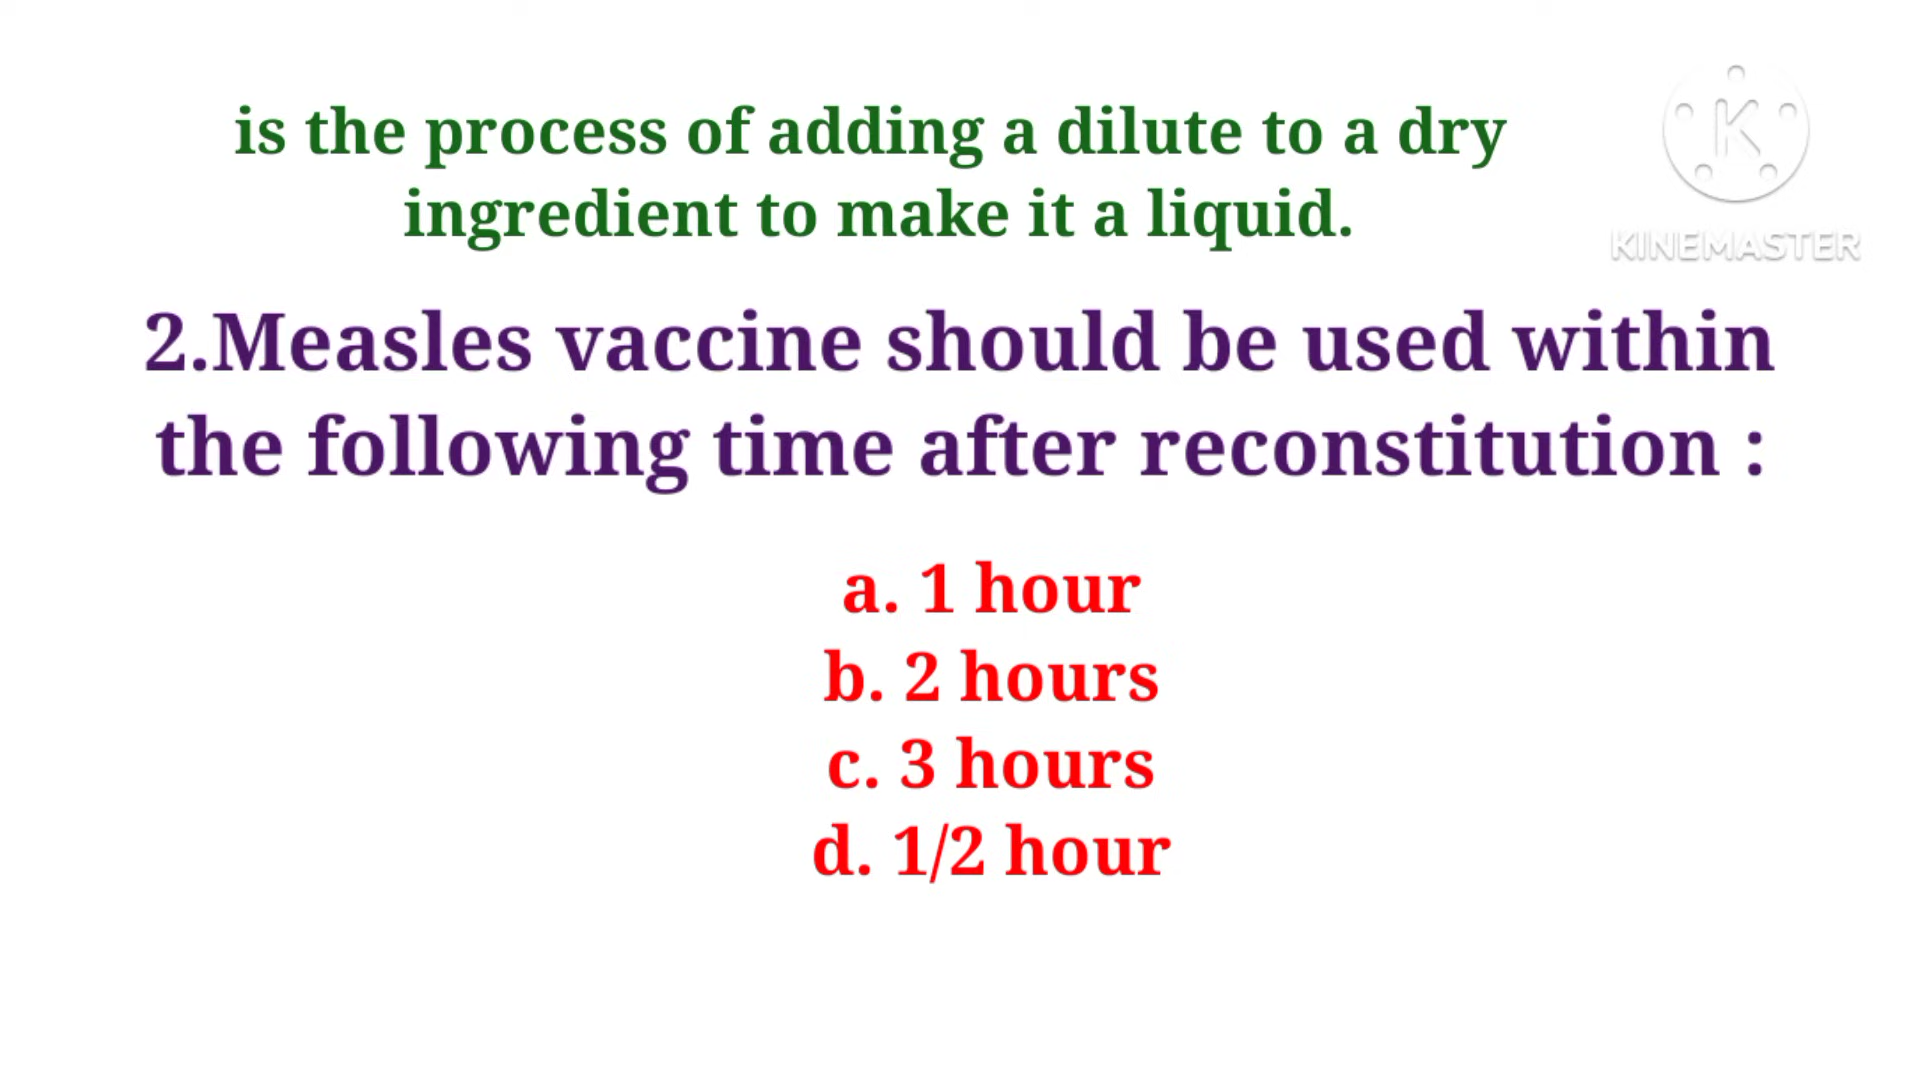 is the process of adding a dilute to a dry
ingredient to make it a liquid.
KINEMASTER
2.Measles vaccine should be used within
the following time after reconstitution :
a. 1 hour
b. 2 hours
c. 3 hours
d. 1/2 hour